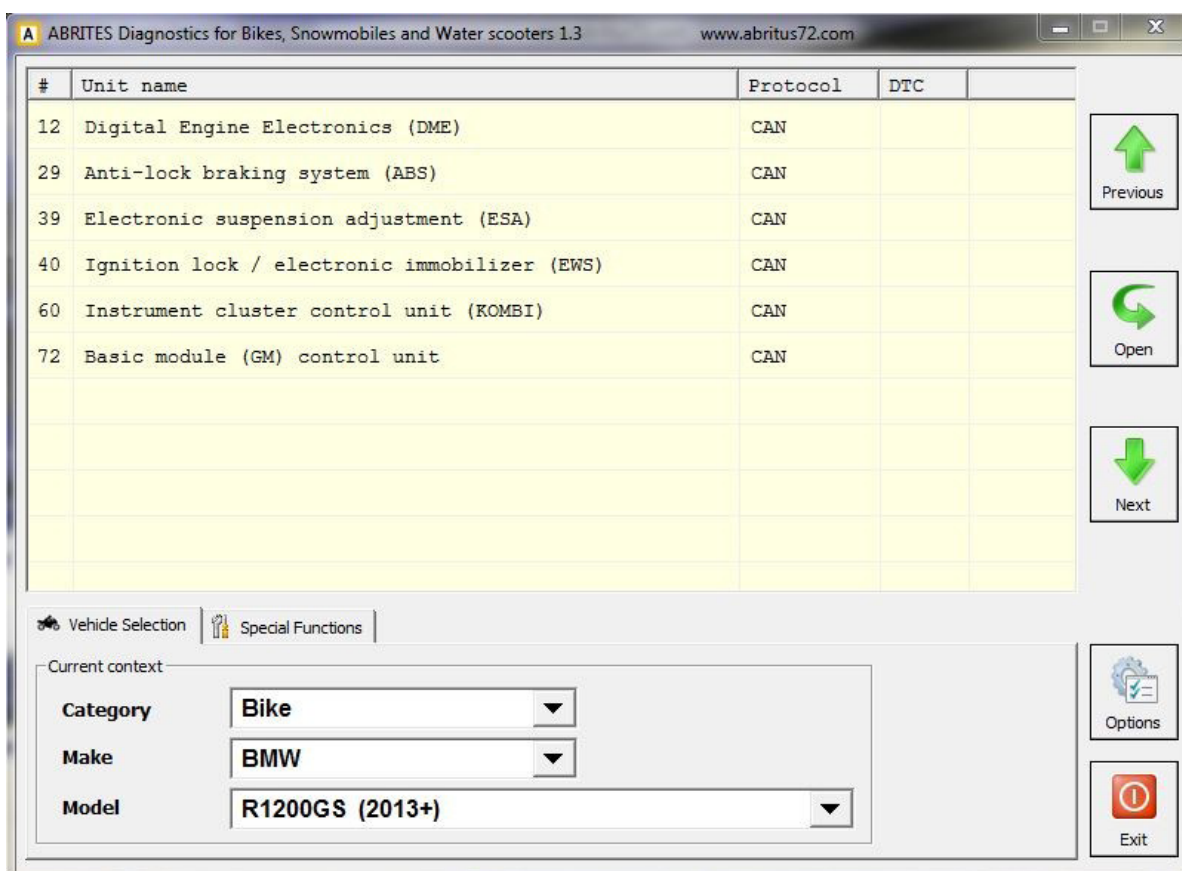 A ABRITES Diagnostics for Bikes, Snowmobiles and Water scooters 1.3 www.abritus72.com
# Unit name Protocol DTC
12 Digital Engine Electronics (DME) CAN
29 Anti-lock braking system (ABS) CAN
39 Electronic suspension adjustment (ESA) CAN
40 Ignition lock / electronic immobilizer (EWS) CAN
60 Instrument cluster control unit (KOMBI) CAN
72 Basic module (GM) control unit CAN
Previous
Open
Next
Vehicle Selection Special Functions
Current context
Category Bike
Make BMW
Model R1200GS (2013+)
Options
Exit